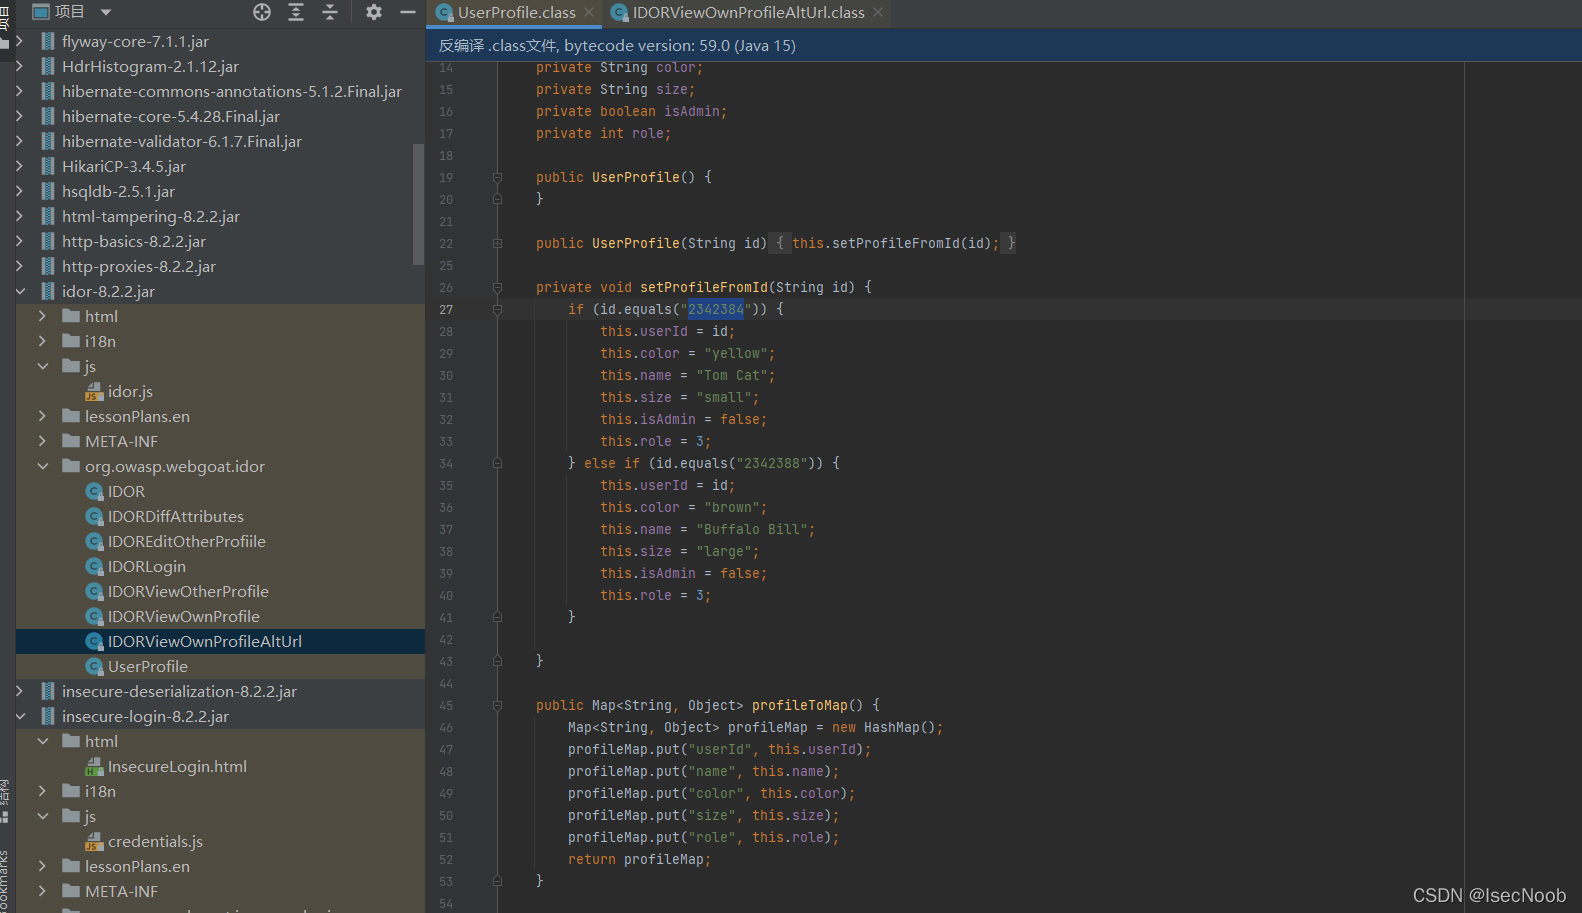 项目
项目
UserProfile.class
IDORViewOwnProfileAltUrl.class
反编译 .class文件, bytecode version: 59.0 (Java 15)
flyway-core-7.1.1.jar
HdrHistogram-2.1.12.jar
hibernate-commons-annotations-5.1.2.Final.jar
hibernate-core-5.4.28.Final.jar
hibernate-validator-6.1.7.Final.jar
HikariCP-3.4.5.jar
hsqldb-2.5.1.jar
html-tampering-8.2.2.jar
http-basics-8.2.2.jar
http-proxies-8.2.2.jar
idor-8.2.2.jar
html
i18n
js
idor.js
lessonPlans.en
META-INF
org.owasp.webgoat.idor
IDOR
IDORDiffAttributes
IDOREditOtherProfiile
IDORLogin
IDORViewOtherProfile
IDORViewOwnProfile
IDORViewOwnProfileAltUrl
UserProfile
insecure-deserialization-8.2.2.jar
insecure-login-8.2.2.jar
html
InsecureLogin.html
i18n
js
credentials.js
lessonPlans.en
META-INF
结构
14 private String color;
15 private String size;
16 private boolean isAdmin;
17 private int role;
18
19 public UserProfile() {
20 }
21
22 public UserProfile(String id) { this.setProfileFromId(id); }
25
26 private void setProfileFromId(String id) {
27 if (id.equals("2342384")) {
28 this.userId = id;
29 this.color = "yellow";
30 this.name = "Tom Cat";
31 this.size = "small";
32 this.isAdmin = false;
33 this.role = 3;
34 } else if (id.equals("2342388")) {
35 this.userId = id;
36 this.color = "brown";
37 this.name = "Buffalo Bill";
38 this.size = "large";
39 this.isAdmin = false;
40 this.role = 3;
41 }
42
43 }
44
45 public Map<String, Object> profileToMap() {
46 Map<String, Object> profileMap = new HashMap();
47 profileMap.put("userId", this.userId);
48 profileMap.put("name", this.name);
49 profileMap.put("color", this.color);
50 profileMap.put("size", this.size);
51 profileMap.put("role", this.role);
52 return profileMap;
53 }
54
CSDN @IsecNoob